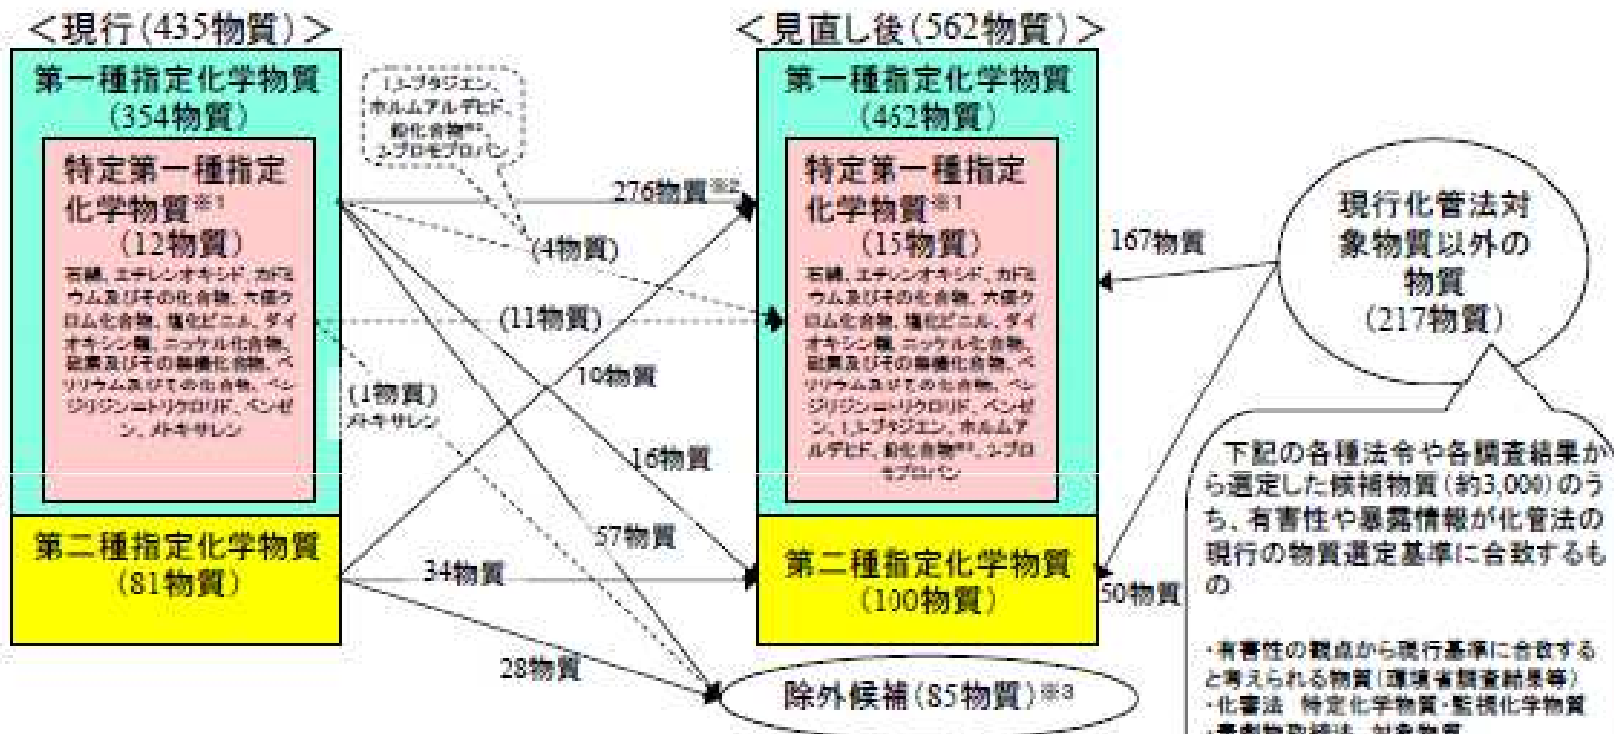 ＜現行(435物質)＞
第一種指定化学物質
(354物質)
特定第一種指定
化学物質※1
(12物質)
石綿、エチレンオキシド、カドミ
ウム及びその化合物、六価ク
ロム化合物、塩化ビニル、ダイ
オキシン類、ニッケル化合物、
砒素及びその無機化合物、ベ
リリウム及びその化合物、ベン
ジリジン＝トリクロリド、ベンゼ
ン、メトキサレン
第二種指定化学物質
(81物質)
1,3-ブタジエン、
ホルムアルデヒド、
鉛化合物
2-ブロモプロパン
276物質※2
(4物質)
(11物質)
10物質
(1物質)
メトキサレン
16物質
57物質
34物質
28物質
＜見直し後(562物質)＞
第一種指定化学物質
(462物質)
特定第一種指定
化学物質※1
(15物質)
石綿、エチレンオキシド、カドミ
ウム及びその化合物、六価ク
ロム化合物、塩化ビニル、ダイ
オキシン類、ニッケル化合物、
砒素及びその無機化合物、ベ
リリウム及びその化合物、ベン
ジリジン＝トリクロリド、ベンゼ
ン、1,3-ブタジエン、ホルムア
ルデヒド、鉛化合物、2-ブロ
モプロパン
第二種指定化学物質
(100物質)
除外候補(85物質)※3
167物質
50物質
現行化管法対
象物質以外の
物質
(217物質)
下記の各種法令や各調査結果か
ら選定した候補物質(約3,000)のう
ち、有害性や暴露情報が化管法の
現行の物質選定基準に合致するも
の
・有害性の観点から現行基準に合致する
と考えられる物質(環境省調査結果等)
・化審法 特定化学物質・監視化学物質
・毒劇物取締法 対象物質